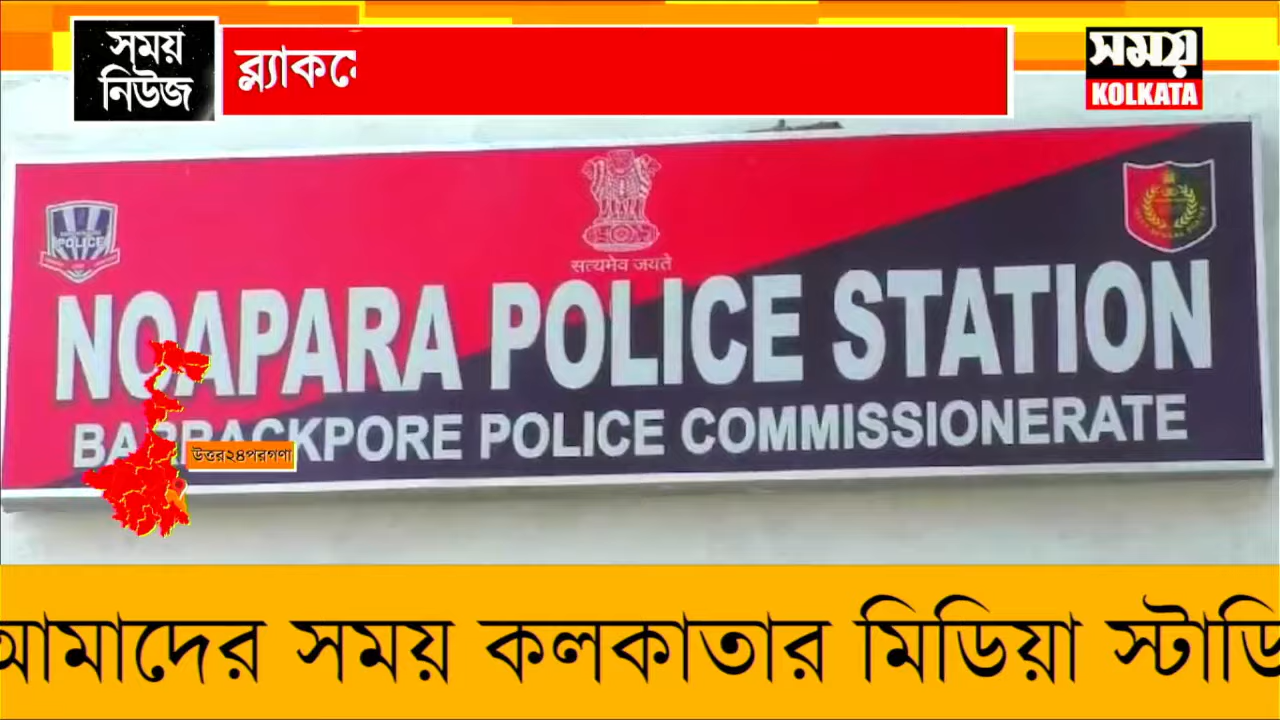 সময়
নিউজ
ব্ল্যাক
সময়
KOLKATA
POLICE
सत्यमेव जयते
NOAPARA POLICE STATION
BARRACKPORE POLICE COMMISSIONERATE
উত্তর২৪পরগণা
আমাদের সময় কলকাতার মিডিয়া স্টাডি